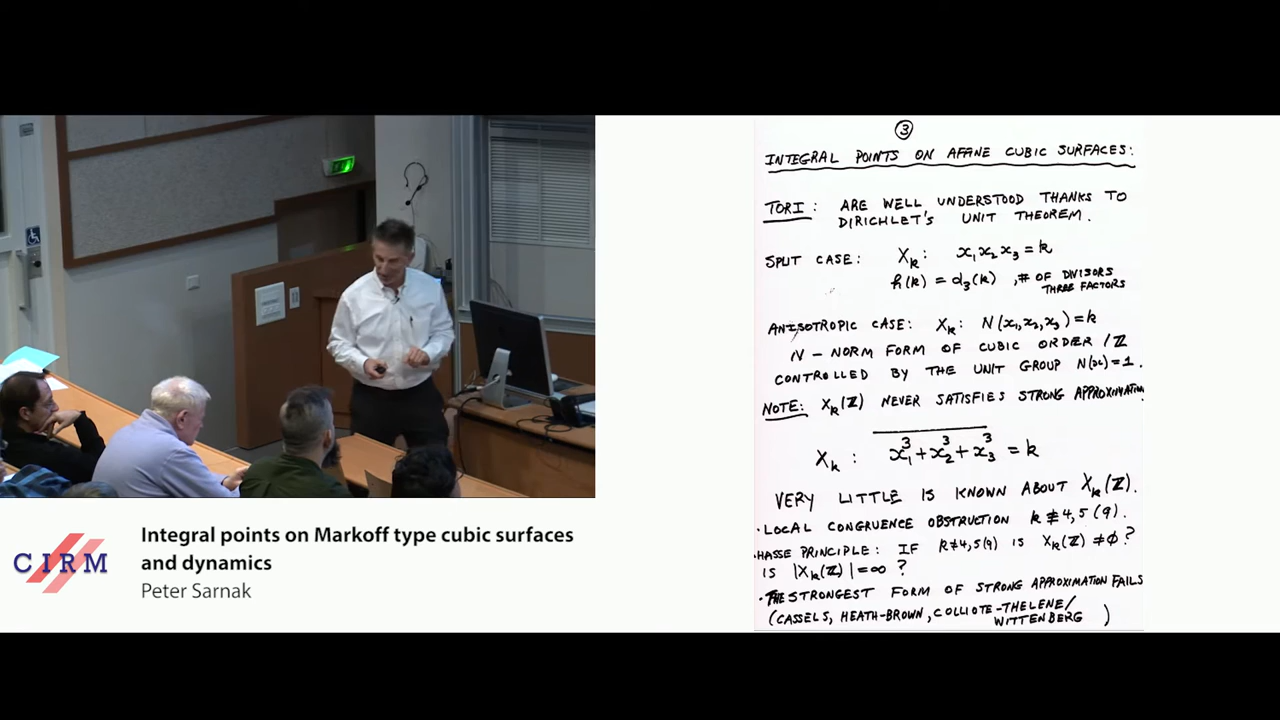 ③
INTEGRAL POINTS ON AFFINE CUBIC SURFACES:
TORI: ARE WELL UNDERSTOOD THANKS TO
DIRICHLET'S UNIT THEOREM.
SPLIT CASE: Xₖ: x₁x₂x₃ = k
h(k) = d₃(k), # OF DIVISORS
THREE FACTORS
ANISOTROPIC CASE: Xₖ: N(x₁,x₂,x₃) = k
N – NORM FORM OF CUBIC ORDER /ℤ
CONTROLLED BY THE UNIT GROUP N(x)=1.
NOTE: Xₖ(ℤ) NEVER SATISFIES STRONG APPROXIMATION
Xₖ: x₁³+x₂³+x₃³ = k
VERY LITTLE IS KNOWN ABOUT Xₖ(ℤ).
· LOCAL CONGRUENCE OBSTRUCTION k ≢ 4,5 (9).
· HASSE PRINCIPLE: IF k≢4,5(9) IS Xₖ(ℤ) ≠ ∅ ?
IS |Xₖ(ℤ)| = ∞ ?
· THE STRONGEST FORM OF STRONG APPROXIMATION FAILS
(CASSELS, HEATH-BROWN, COLLIOTE-THELENE/
WITTENBERG)
CIRM
Integral points on Markoff type cubic surfaces
and dynamics
Peter Sarnak